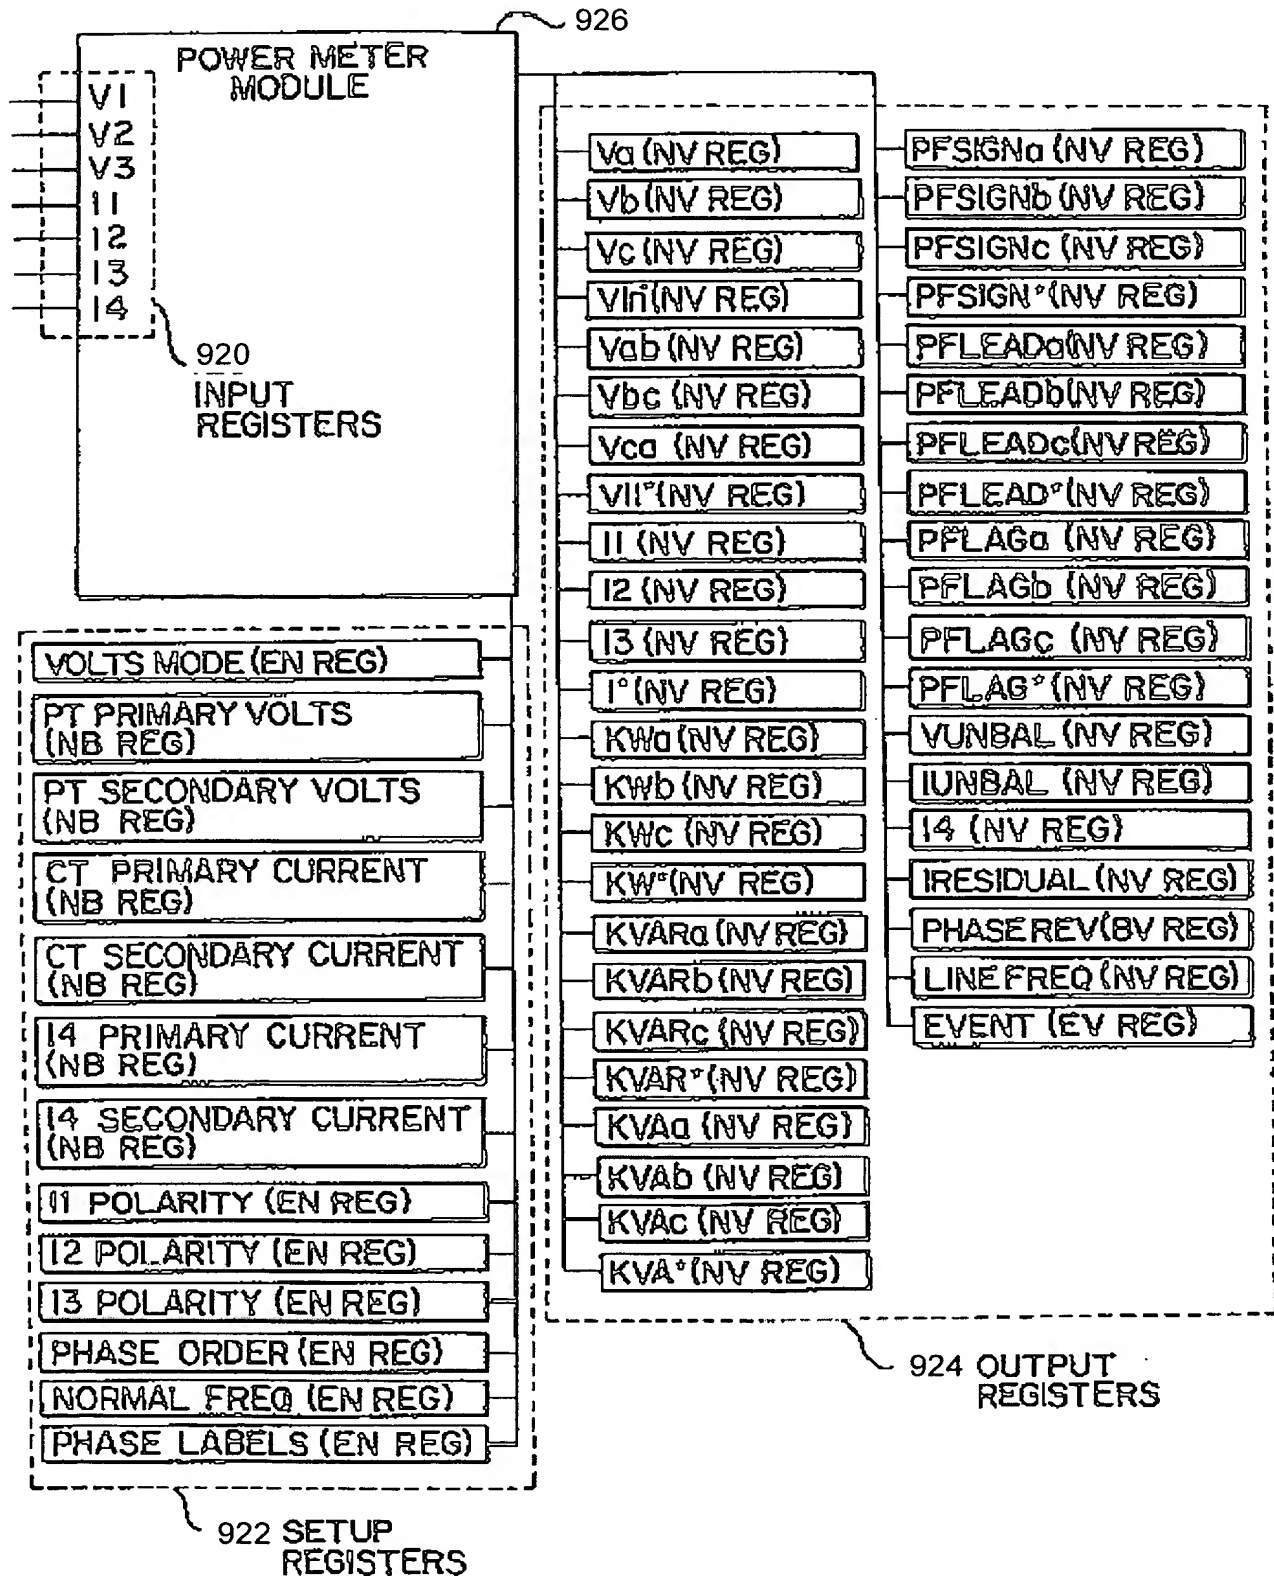 926
POWER METER
MODULE
V1
V2
V3
I1
I2
I3
I4
920
INPUT
REGISTERS
VOLTS MODE (EN REG)
PT PRIMARY VOLTS
(NB REG)
PT SECONDARY VOLTS
(NB REG)
CT PRIMARY CURRENT
(NB REG)
CT SECONDARY CURRENT
(NB REG)
I4 PRIMARY CURRENT
(NB REG)
I4 SECONDARY CURRENT
(NB REG)
I1 POLARITY (EN REG)
I2 POLARITY (EN REG)
I3 POLARITY (EN REG)
PHASE ORDER (EN REG)
NORMAL FREQ (EN REG)
PHASE LABELS (EN REG)
922 SETUP
REGISTERS
Va (NV REG)
Vb (NV REG)
Vc (NV REG)
Vln* (NV REG)
Vab (NV REG)
Vbc (NV REG)
Vca (NV REG)
Vll* (NV REG)
I1 (NV REG)
I2 (NV REG)
I3 (NV REG)
I* (NV REG)
KWa (NV REG)
KWb (NV REG)
KWc (NV REG)
KW* (NV REG)
KVARa (NV REG)
KVARb (NV REG)
KVARc (NV REG)
KVAR* (NV REG)
KVAa (NV REG)
KVAb (NV REG)
KVAc (NV REG)
KVA* (NV REG)
PFSIGNa (NV REG)
PFSIGNb (NV REG)
PFSIGNc (NV REG)
PFSIGN* (NV REG)
PFLEADa (NV REG)
PFLEADb (NV REG)
PFLEADc (NV REG)
PFLEAD* (NV REG)
PFLAGa (NV REG)
PFLAGb (NV REG)
PFLAGc (NV REG)
PFLAG* (NV REG)
VUNBAL (NV REG)
IUNBAL (NV REG)
I4 (NV REG)
IRESIDUAL (NV REG)
PHASE REV (BV REG)
LINE FREQ (NV REG)
EVENT (EV REG)
924 OUTPUT
REGISTERS